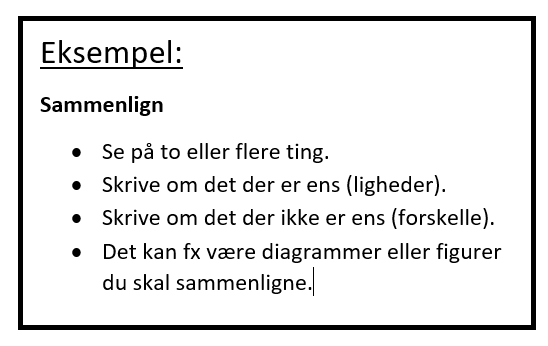 Eksempel:
Sammenlign
• Se på to eller flere ting.
• Skrive om det der er ens (ligheder).
• Skrive om det der ikke er ens (forskelle).
• Det kan fx være diagrammer eller figurer
du skal sammenligne.